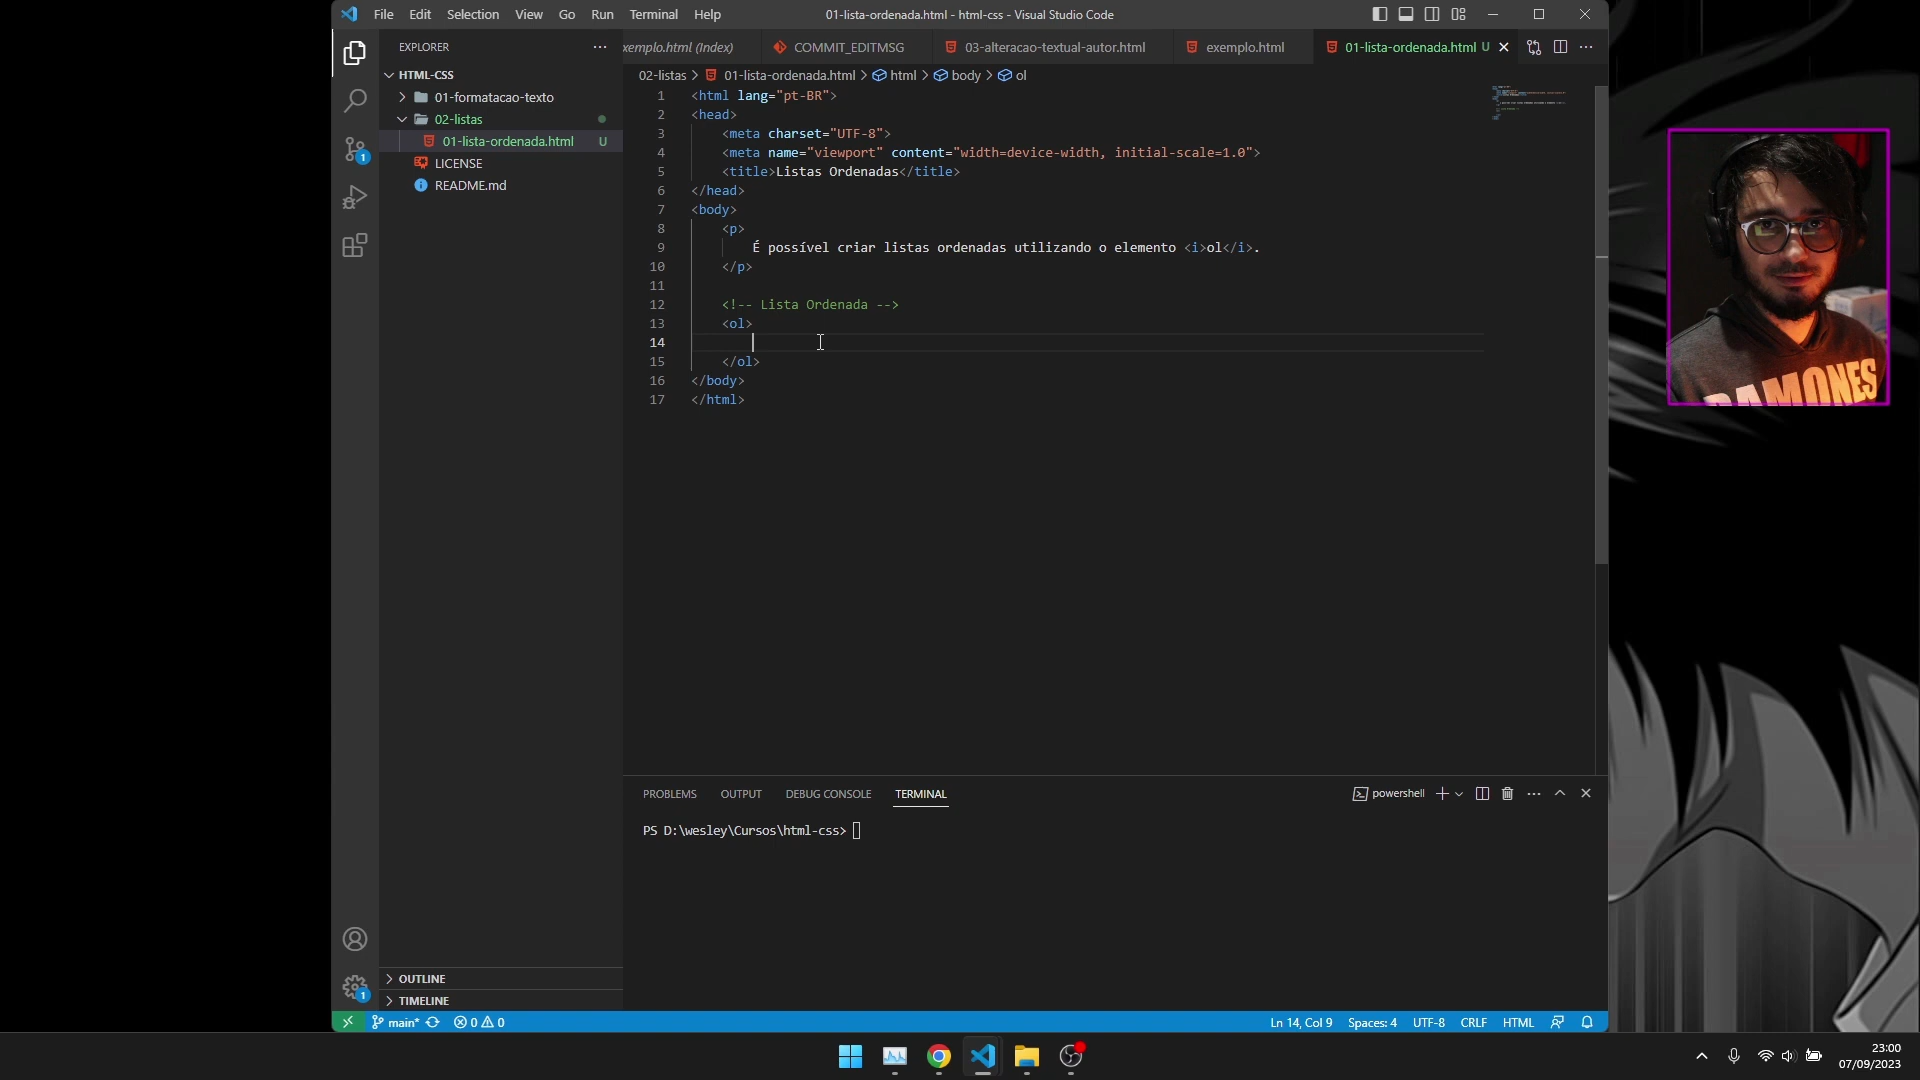 File Edit Selection View Go Run Terminal Help
01-lista-ordenada.html - html-css - Visual Studio Code
EXPLORER
xemplo.html (Index)
COMMIT_EDITMSG
03-alteracao-textual-autor.html
exemplo.html
01-lista-ordenada.html U
HTML-CSS
01-formatacao-texto
02-listas
01-lista-ordenada.html U
LICENSE
README.md
02-listas > 01-lista-ordenada.html > html > body > ol
1 <html lang="pt-BR">
2 <head>
3 <meta charset="UTF-8">
4 <meta name="viewport" content="width=device-width, initial-scale=1.0">
5 <title>Listas Ordenadas</title>
6 </head>
7 <body>
8 <p>
9 É possível criar listas ordenadas utilizando o elemento <i>ol</i>.
10 </p>
11
12 <!-- Lista Ordenada -->
13 <ol>
14
15 </ol>
16 </body>
17 </html>
1
RAMONES
PROBLEMS OUTPUT DEBUG CONSOLE TERMINAL
powershell
PS D:\wesley\Cursos\html-css>
OUTLINE
TIMELINE
1
main* 0 0
Ln 14, Col 9 Spaces: 4 UTF-8 CRLF HTML
23:00
07/09/2023